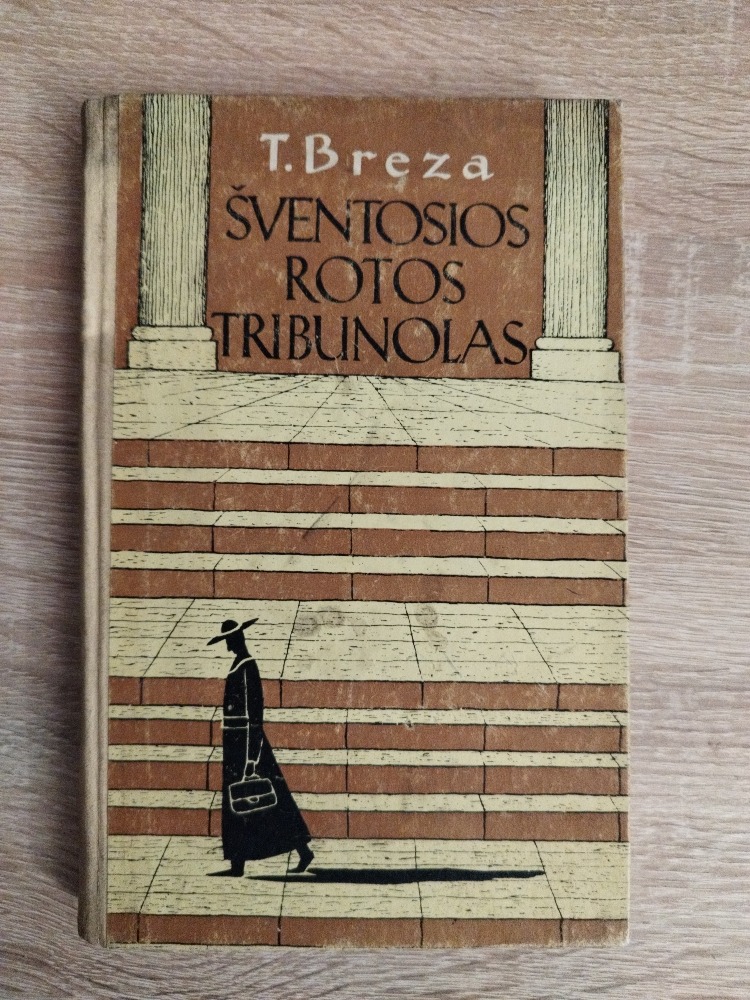 T. Breza
ŠVENTOSIOS
ROTOS
TRIBUNOLAS